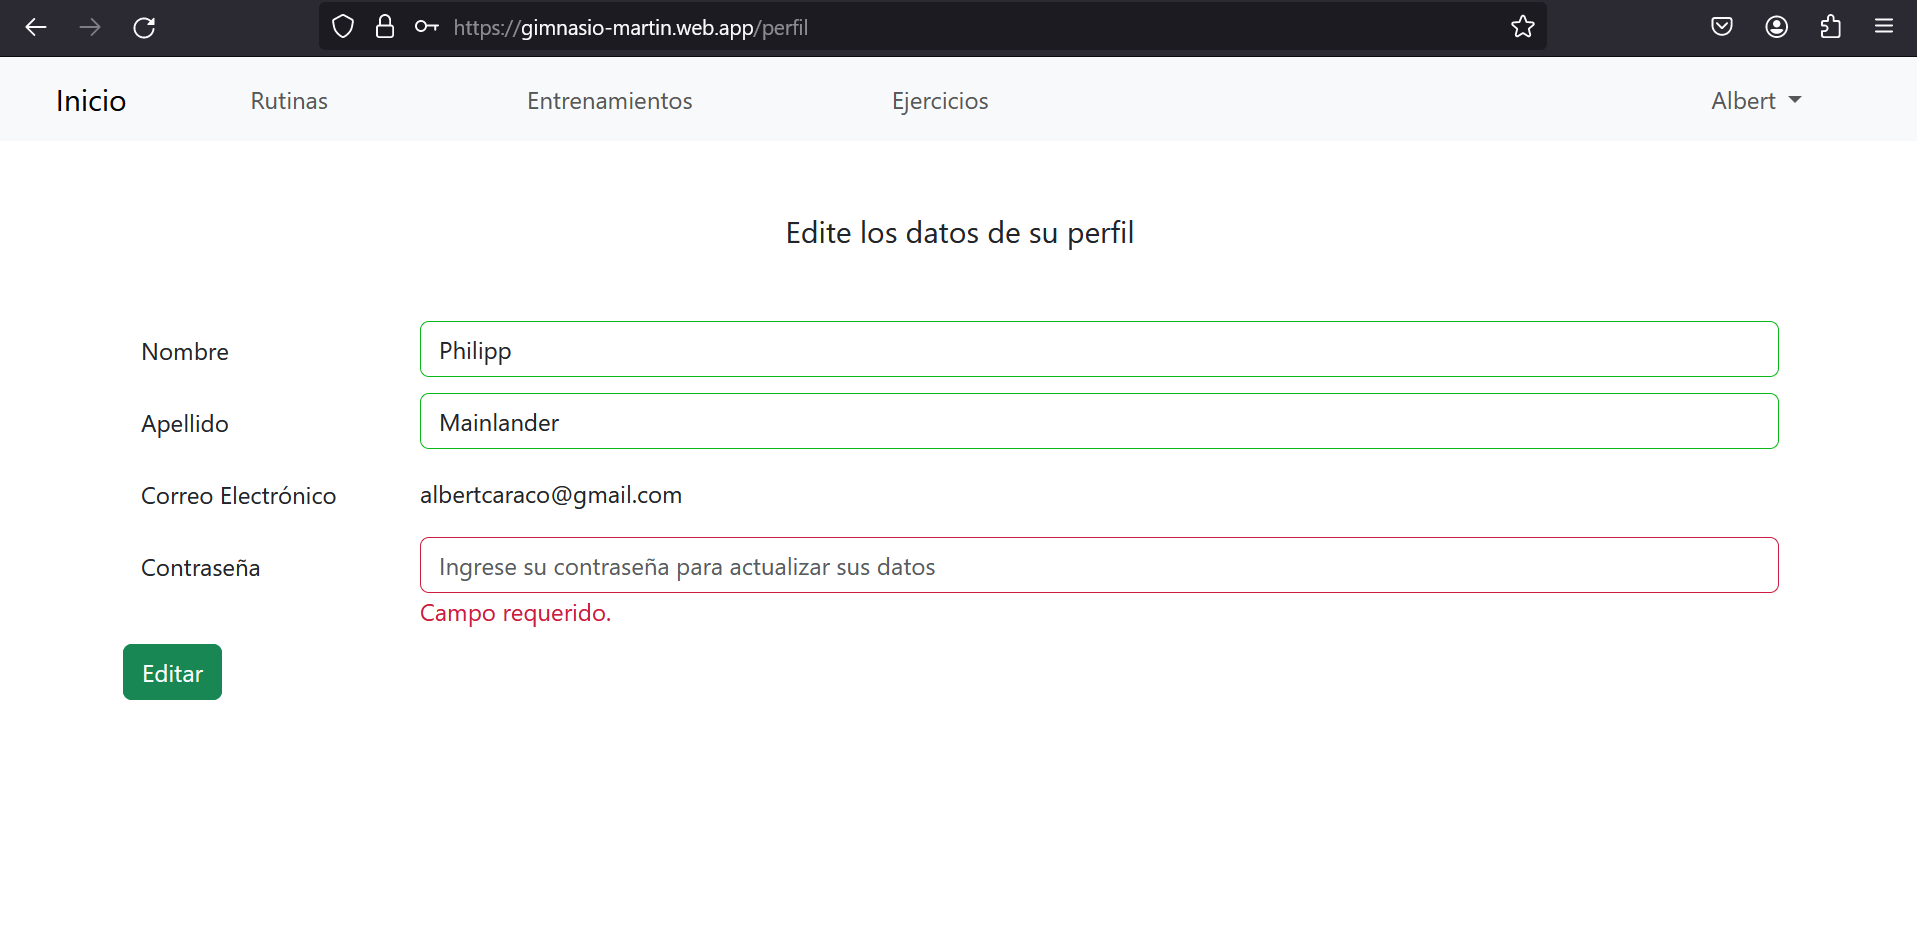 https://gimnasio-martin.web.app/perfil
Inicio Rutinas Entrenamientos Ejercicios Albert
Edite los datos de su perfil
Nombre Philipp
Apellido Mainlander
Correo Electrónico albertcaraco@gmail.com
Contraseña Ingrese su contraseña para actualizar sus datos
Campo requerido.
Editar